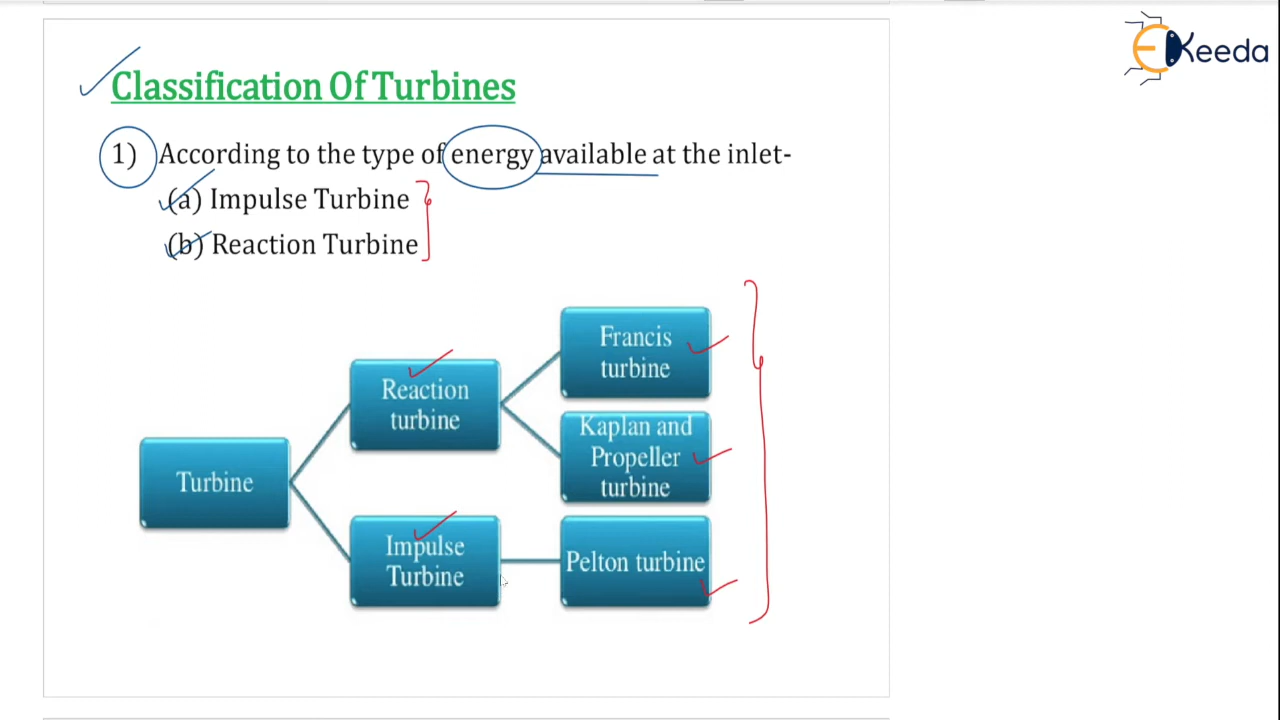 EKeeda
Classification Of Turbines
1) According to the type of energy available at the inlet-
(a) Impulse Turbine
(b) Reaction Turbine
Francis
turbine
Reaction
turbine
Kaplan and
Propeller
turbine
Turbine
Impulse
Turbine
Pelton turbine